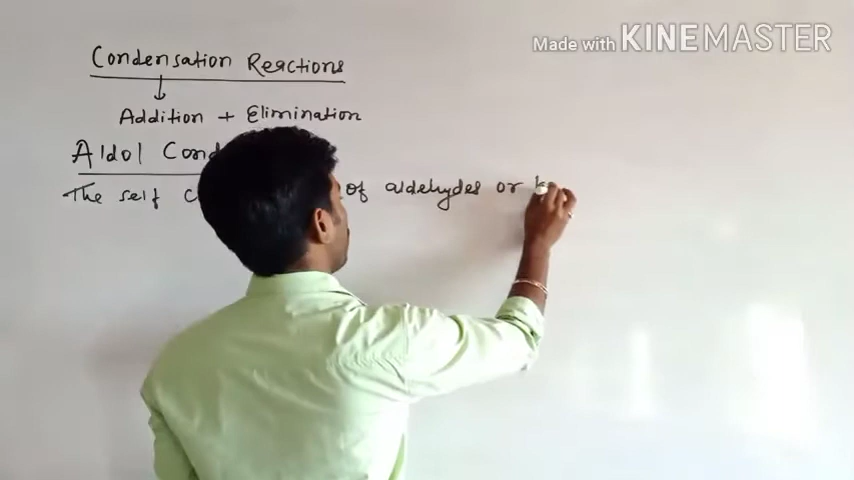 Made with KINEMASTER
Condensation Reactions
Addition + Elimination
Aldol Cond
The self c of aldehydes or k